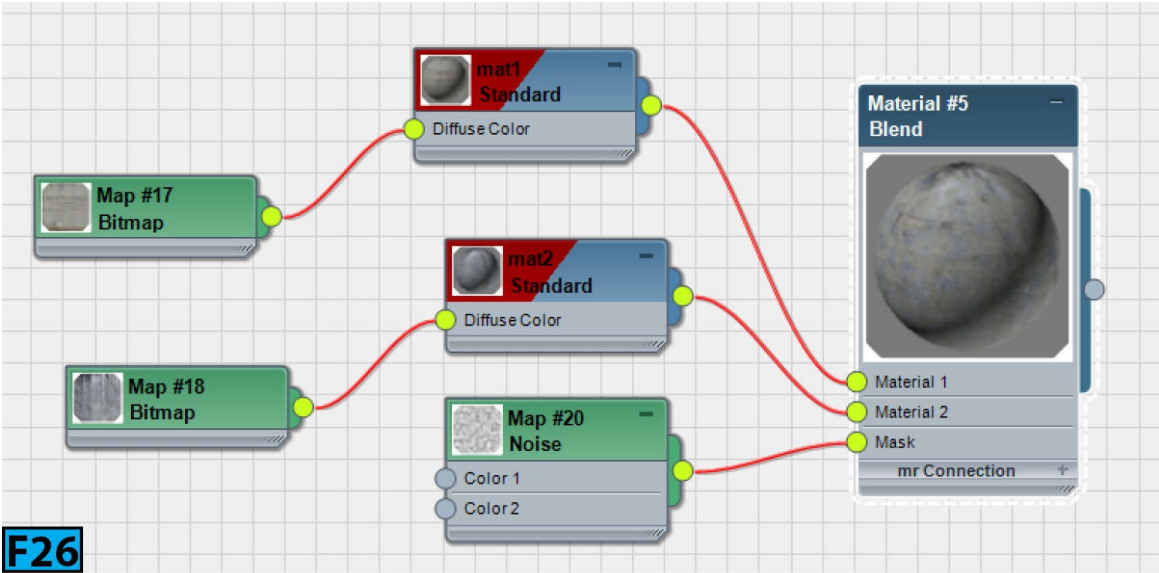 mat1
Standard
Diffuse Color
Map #17
Bitmap
mat2
Standard
Diffuse Color
Map #18
Bitmap
Map #20
Noise
Color 1
Color 2
Material #5
Blend
Material 1
Material 2
Mask
mr Connection +
F26